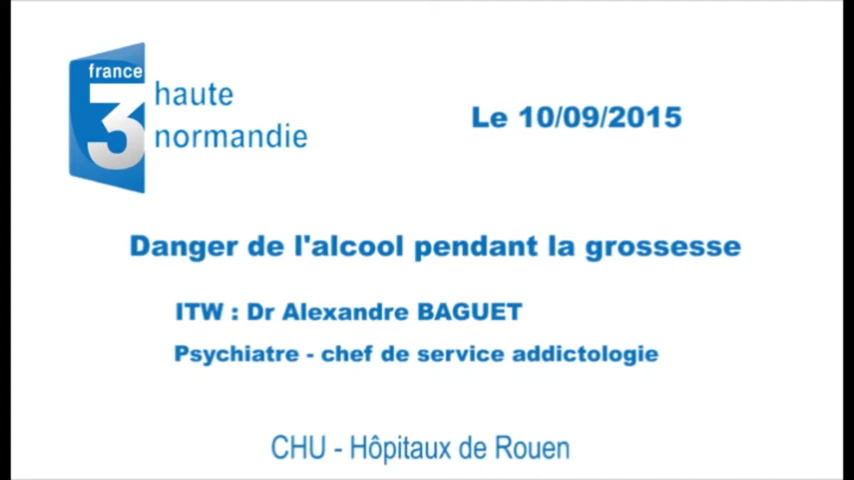 france
3
haute
normandie
Le 10/09/2015
Danger de l'alcool pendant la grossesse
ITW : Dr Alexandre BAGUET
Psychiatre - chef de service addictologie
CHU - Hôpitaux de Rouen